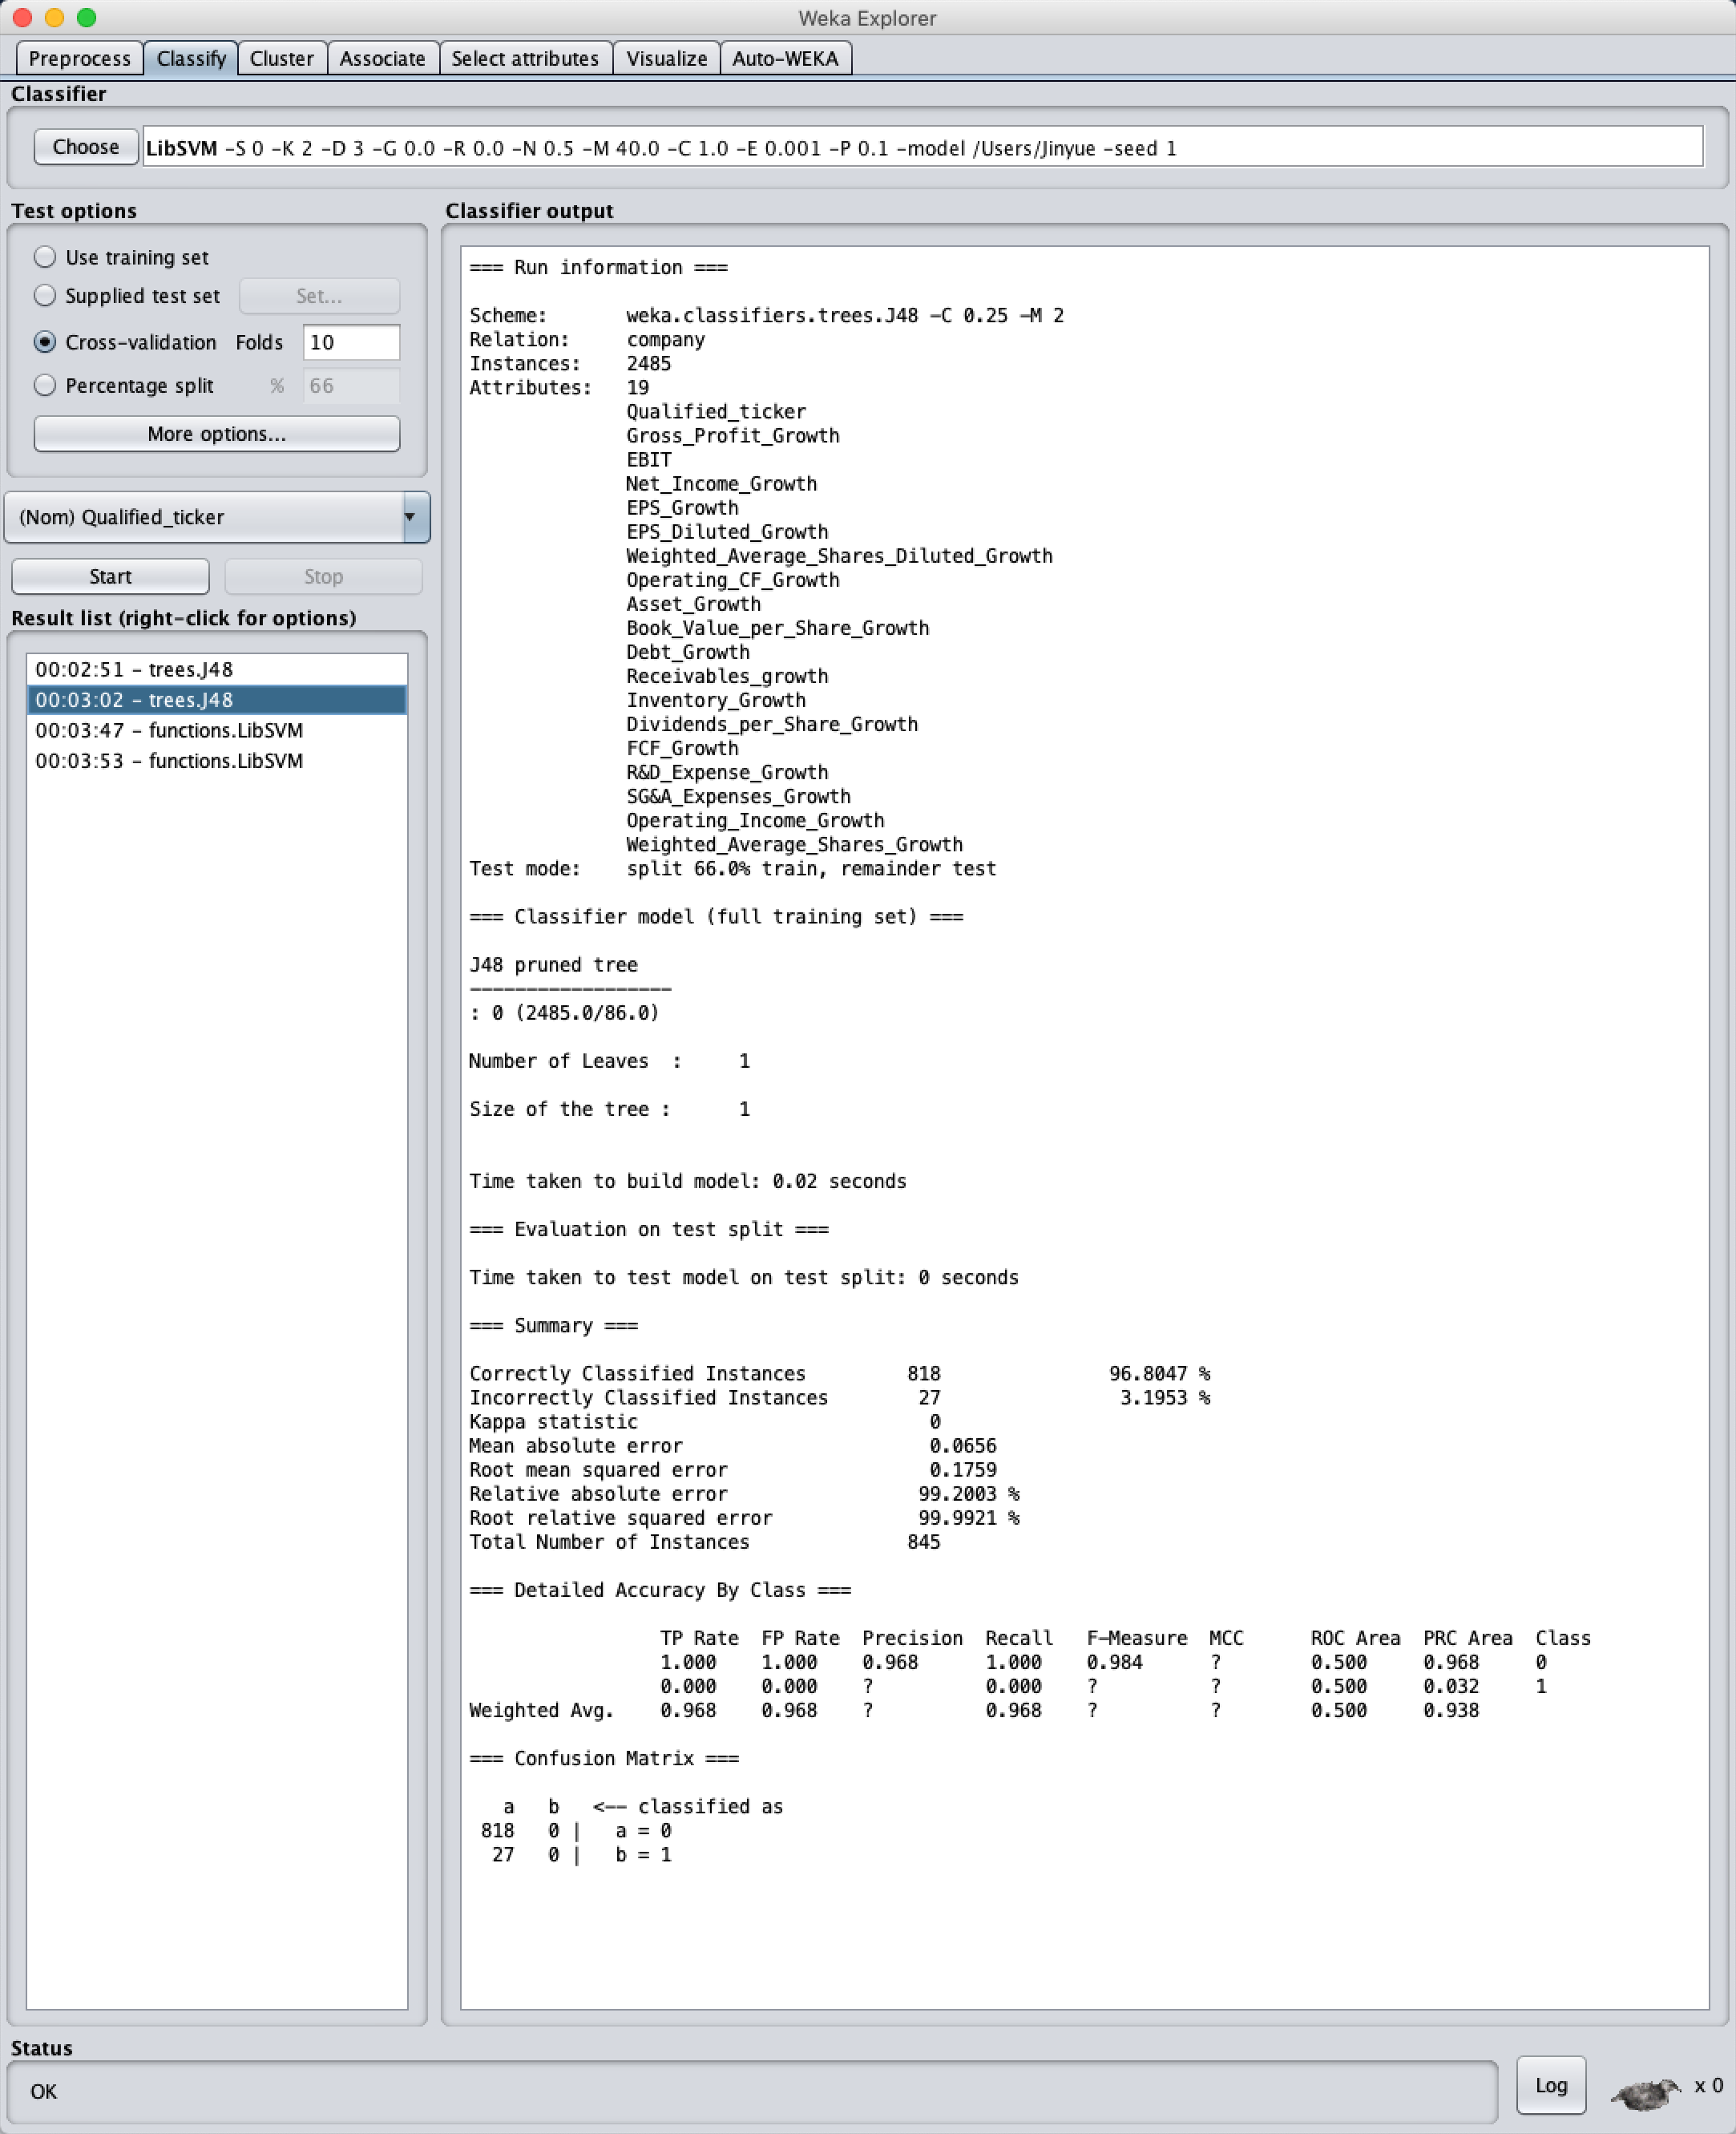 Weka Explorer
Preprocess Classify Cluster Associate Select attributes Visualize Auto-WEKA
Classifier
Choose LibSVM -S 0 -K 2 -D 3 -G 0.0 -R 0.0 -N 0.5 -M 40.0 -C 1.0 -E 0.001 -P 0.1 -model /Users/Jinyue -seed 1
Test options
Use training set
Supplied test set Set...
Cross-validation Folds 10
Percentage split % 66
More options...
(Nom) Qualified_ticker
Start Stop
Result list (right-click for options)
00:02:51 - trees.J48
00:03:02 - trees.J48
00:03:47 - functions.LibSVM
00:03:53 - functions.LibSVM
Classifier output
=== Run information ===
Scheme: weka.classifiers.trees.J48 -C 0.25 -M 2
Relation: company
Instances: 2485
Attributes: 19
Qualified_ticker
Gross_Profit_Growth
EBIT
Net_Income_Growth
EPS_Growth
EPS_Diluted_Growth
Weighted_Average_Shares_Diluted_Growth
Operating_CF_Growth
Asset_Growth
Book_Value_per_Share_Growth
Debt_Growth
Receivables_growth
Inventory_Growth
Dividends_per_Share_Growth
FCF_Growth
R&D_Expense_Growth
SG&A_Expenses_Growth
Operating_Income_Growth
Weighted_Average_Shares_Growth
Test mode: split 66.0% train, remainder test
=== Classifier model (full training set) ===
J48 pruned tree
------------------
: 0 (2485.0/86.0)
Number of Leaves : 1
Size of the tree : 1
Time taken to build model: 0.02 seconds
=== Evaluation on test split ===
Time taken to test model on test split: 0 seconds
=== Summary ===
Correctly Classified Instances 818 96.8047 %
Incorrectly Classified Instances 27 3.1953 %
Kappa statistic 0
Mean absolute error 0.0656
Root mean squared error 0.1759
Relative absolute error 99.2003 %
Root relative squared error 99.9921 %
Total Number of Instances 845
=== Detailed Accuracy By Class ===
TP Rate FP Rate Precision Recall F-Measure MCC ROC Area PRC Area Class
1.000 1.000 0.968 1.000 0.984 ? 0.500 0.968 0
0.000 0.000 ? 0.000 ? ? 0.500 0.032 1
Weighted Avg. 0.968 0.968 ? 0.968 ? ? 0.500 0.938
=== Confusion Matrix ===
a b <-- classified as
818 0 | a = 0
27 0 | b = 1
Status
OK
Log x 0